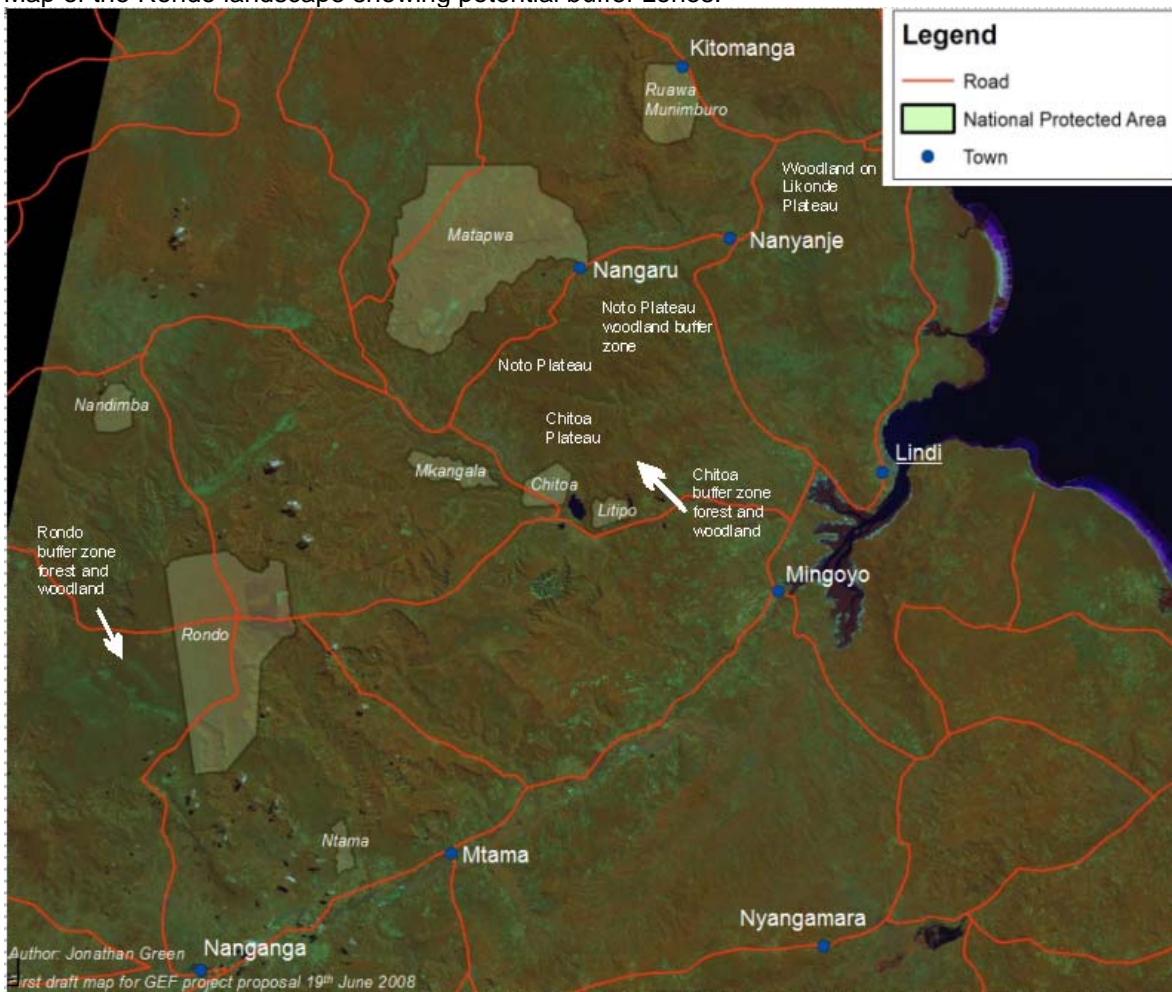 Map of the Rondo landscape showing potential buffer zones.
Legend
Road
National Protected Area
Town
Kitomanga
Ruawa
Munimburo
Woodland on
Likonde
Plateau
Matapwa
Nanyanje
Nangaru
Noto Plateau
woodland buffer
zone
Noto Plateau
Nandimba
Chitoa
Plateau
Mkangala
Chitoa
Litipo
Chitoa
buffer zone
forest and
woodland
Lindi
Rondo
buffer zone
forest and
woodland
Mingoyo
Rondo
Ntama
Mtama
Nyangamara
Nanganga
Author: Jonathan Green
First draft map for GEF project proposal 19th June 2008